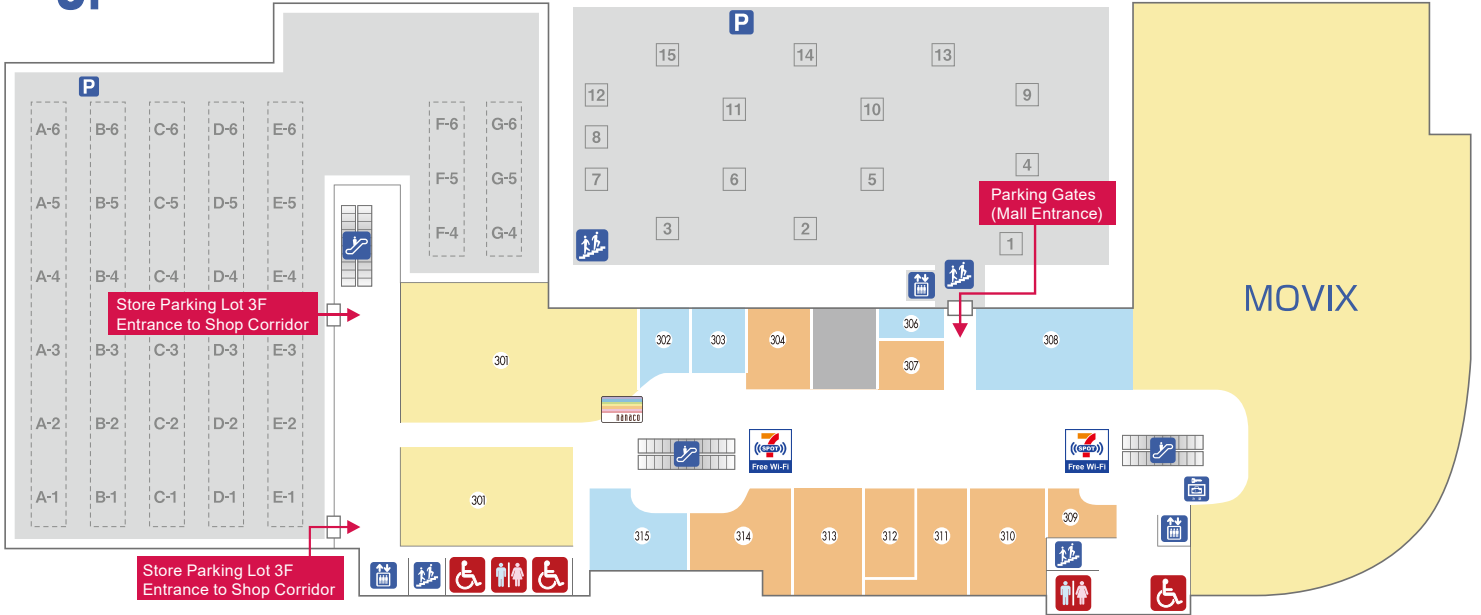 3F
P
15
14
13
P
12
11
10
9
A-6
B-6
C-6
D-6
E-6
F-6
G-6
8
4
7
6
5
F-5
G-5
Parking Gates
(Mall Entrance)
A-5
B-5
C-5
D-5
E-5
3
2
1
F-4
G-4
A-4
B-4
C-4
D-4
E-4
Store Parking Lot 3F
Entrance to Shop Corridor
MOVIX
A-3
B-3
C-3
D-3
E-3
301
302
303
304
306
307
308
nanaco
A-2
B-2
C-2
D-2
E-2
7
SPOT
Free Wi-Fi
7
SPOT
Free Wi-Fi
A-1
B-1
C-1
D-1
E-1
301
315
314
313
312
311
310
309
Store Parking Lot 3F
Entrance to Shop Corridor